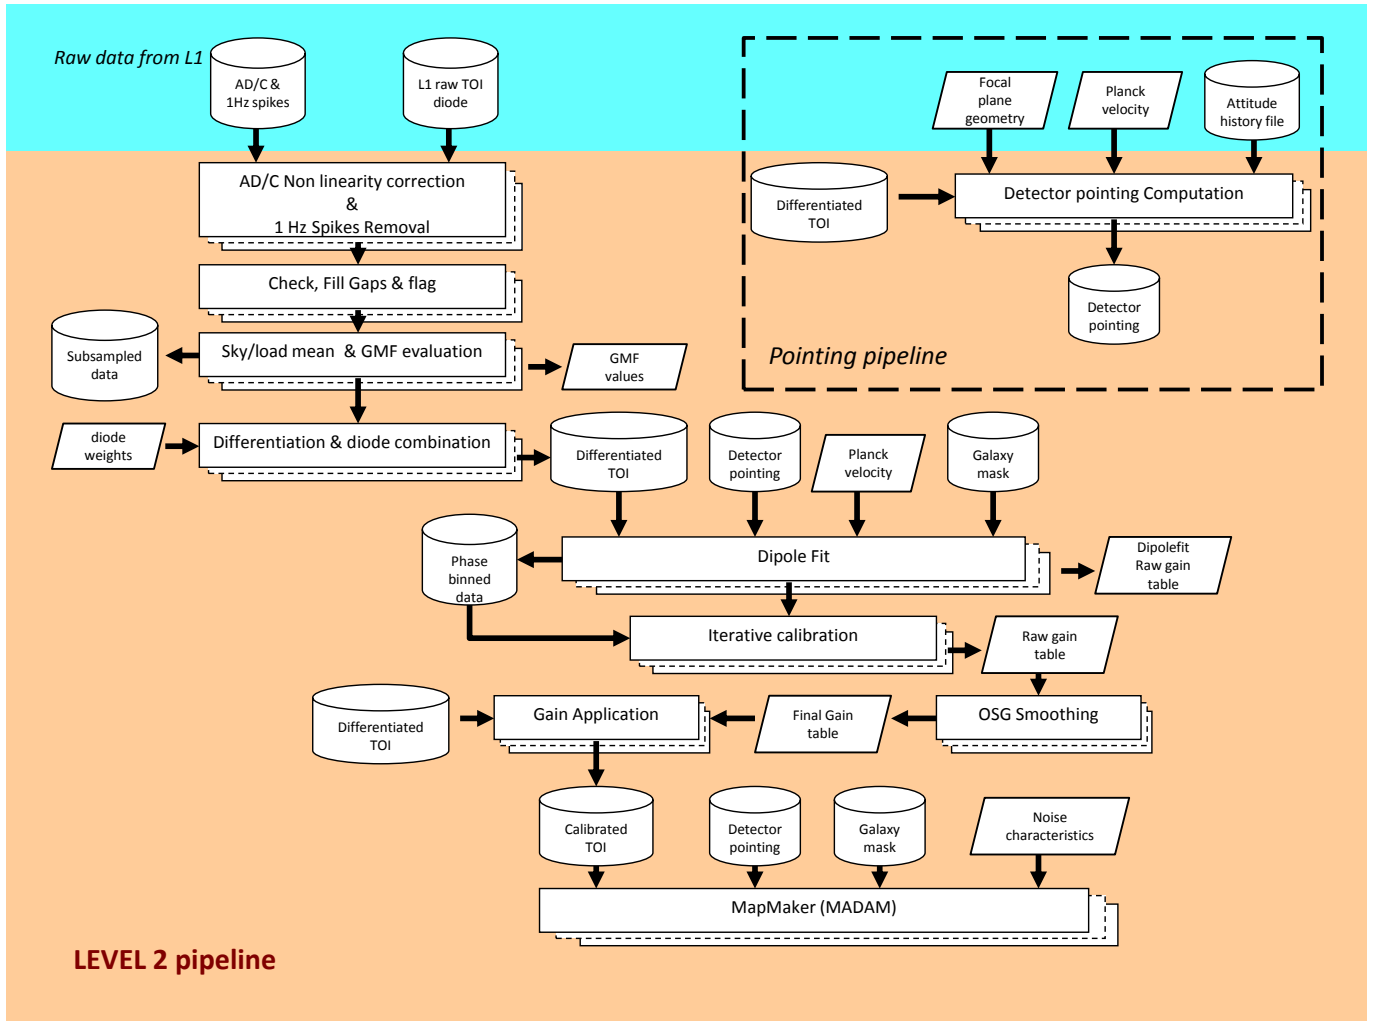 Raw data from L1
AD/C &
1Hz spikes
L1 raw TOI
diode
Focal
plane
geometry
Planck
velocity
Attitude
history file
AD/C Non linearity correction
&
1 Hz Spikes Removal
Differentiated
TOI
Detector pointing Computation
Check, Fill Gaps & flag
Detector
pointing
Subsampled
data
Sky/load mean & GMF evaluation
GMF
values
Pointing pipeline
diode
weights
Differentiation & diode combination
Differentiated
TOI
Detector
pointing
Planck
velocity
Galaxy
mask
Phase
binned
data
Dipole Fit
Dipolefit
Raw gain
table
Iterative calibration
Raw gain
table
Differentiated
TOI
Gain Application
Final Gain
table
OSG Smoothing
Calibrated
TOI
Detector
pointing
Galaxy
mask
Noise
characteristics
MapMaker (MADAM)
LEVEL 2 pipeline